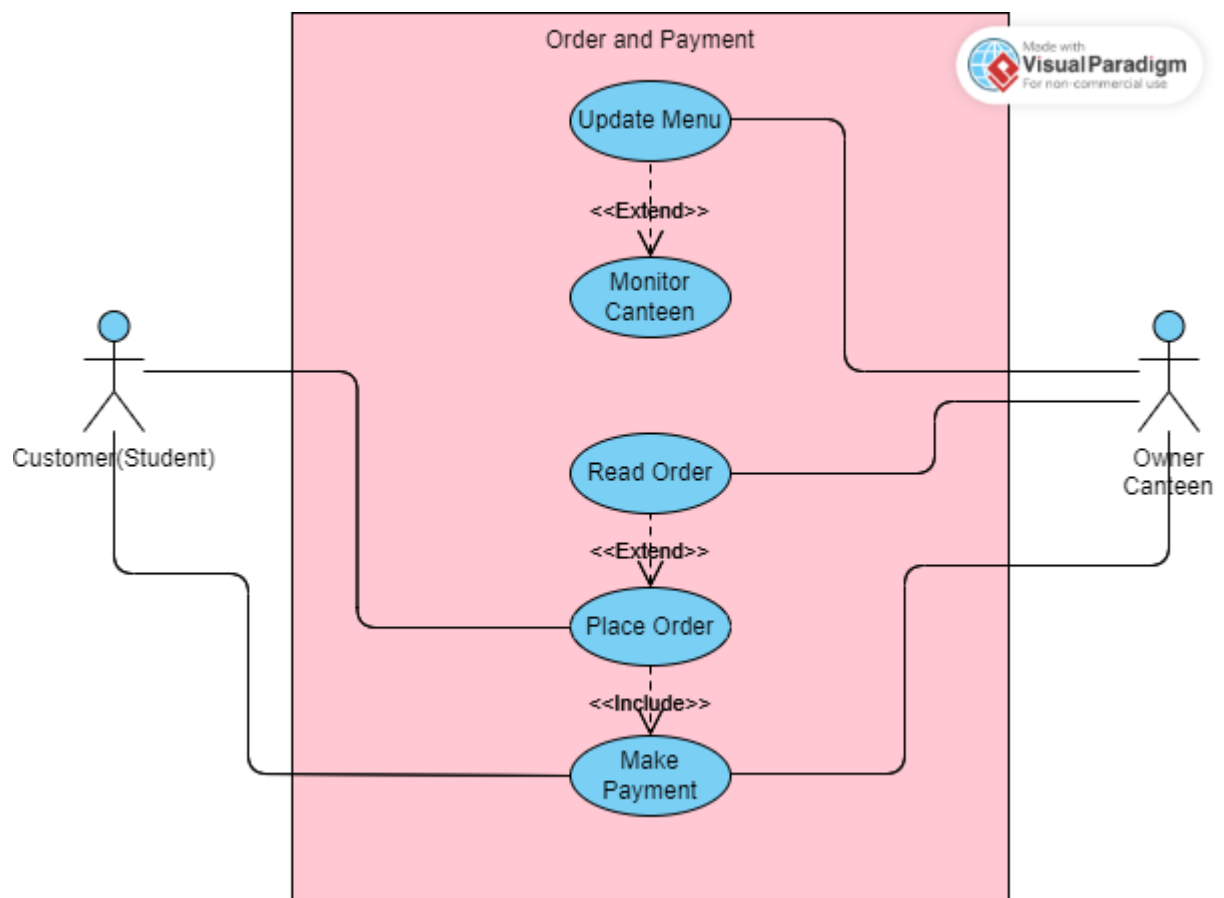 Order and Payment
Made with
Visual Paradigm
For non-commercial use
Update Menu
<<Extend>>
Monitor
Canteen
Customer(Student)
Read Order
Owner
Canteen
<<Extend>>
Place Order
<<Include>>
Make
Payment